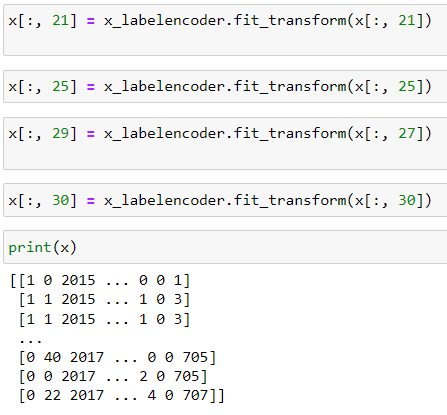 x[:, 21] = x_labelencoder.fit_transform(x[:, 21])
x[:, 25] = x_labelencoder.fit_transform(x[:, 25])
x[:, 29] = x_labelencoder.fit_transform(x[:, 27])
x[:, 30] = x_labelencoder.fit_transform(x[:, 30])
print(x)
[[1 0 2015 ... 0 0 1]
[1 1 2015 ... 1 0 3]
[1 1 2015 ... 1 0 3]
...
[0 40 2017 ... 0 0 705]
[0 0 2017 ... 2 0 705]
[0 22 2017 ... 4 0 707]]